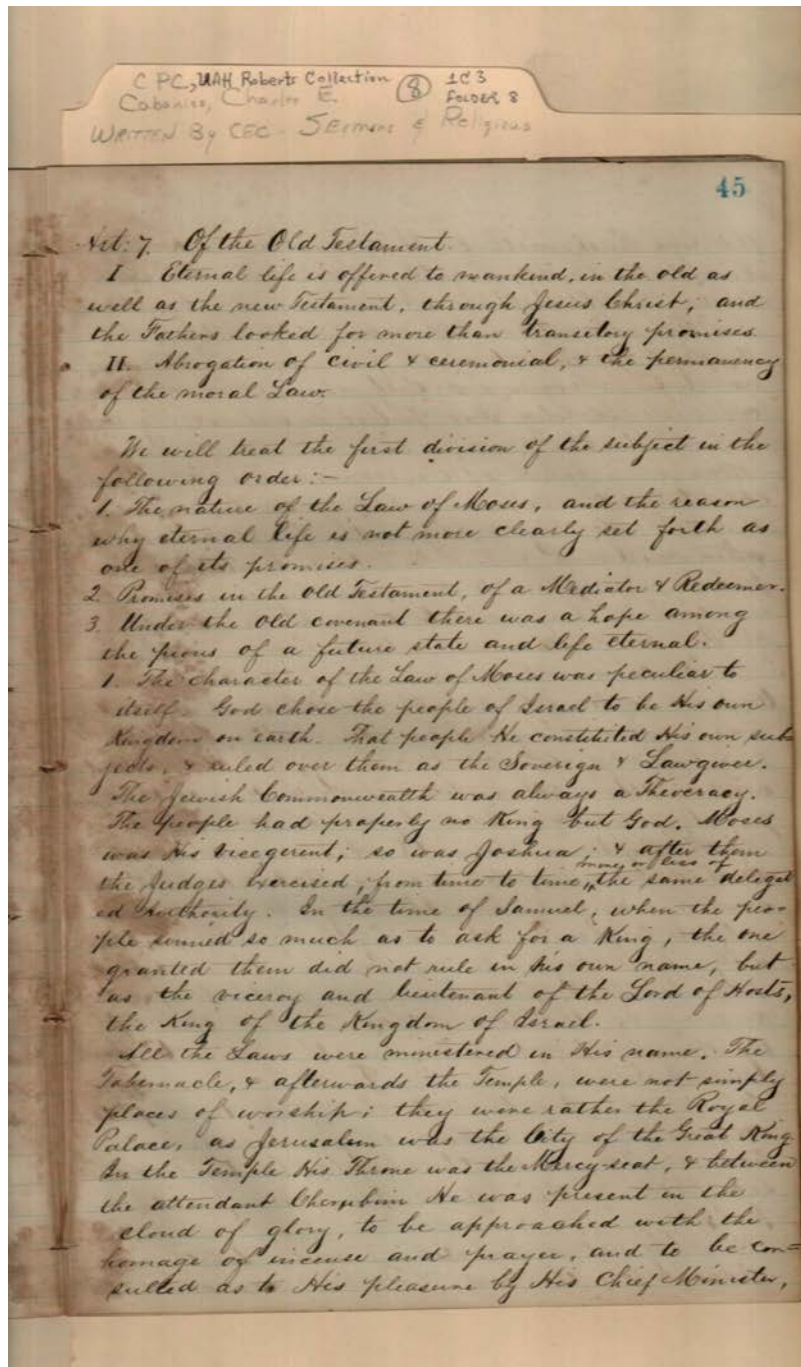 C PC, UAH Roberts Collection (8) 1C3
Cabaniss, Charles E. FOLDER 8
WRITTEN By CEC - SErmons & Religious
45
Art: 7. Of the Old Testament.
I Eternal life is offered to mankind, in the old as
well as the new Testament, through Jesus Christ; and
the Fathers looked for more than transitory promises.
II. Abrogation of civil & ceremonial, & the permanency
of the moral Law.
We will treat the first division of the subject in the
following order:-
1. The nature of the Law of Moses, and the reason
why eternal life is not more clearly set forth as
one of its promises.
2. Promises in the Old Testament, of a Mediator & Redeemer.
3. Under the old covenant there was a hope among
the pious of a future state and life eternal.
1. The character of the Law of Moses was peculiar to
itself. God chose the people of Israel to be His own
Kingdom on earth. That people He constituted His own sub=
jects, & ruled over them as the Soverign & Lawgiver.
The Jewish Commonwealth was always a Theocracy.
The people had properly no King but God. Moses
was His vicegerent; so was Joshua; & after them
the Judges exercised, from time to time, more or less of the same delegat
ed Authority. In the time of Samuel, when the peo=
ple sinned so much as to ask for a King, the one
granted them did not rule in his own name, but
as the viceroy and lieutenant of the Lord of Hosts,
the King of the Kingdom of Israel.
All the Laws were ministered in His name. The
Tabernacle, & afterwards the Temple, were not simply
places of worship; they were rather the Royal
Palace, as Jerusalem was the City of the Great King.
In the Temple His Throne was the Mercy-seat, & between
the attendant Cherubim He was present in the
cloud of glory, to be approached with the
homage of incense and prayer, and to be con=
sulted as to His pleasure by His Chief Minister,